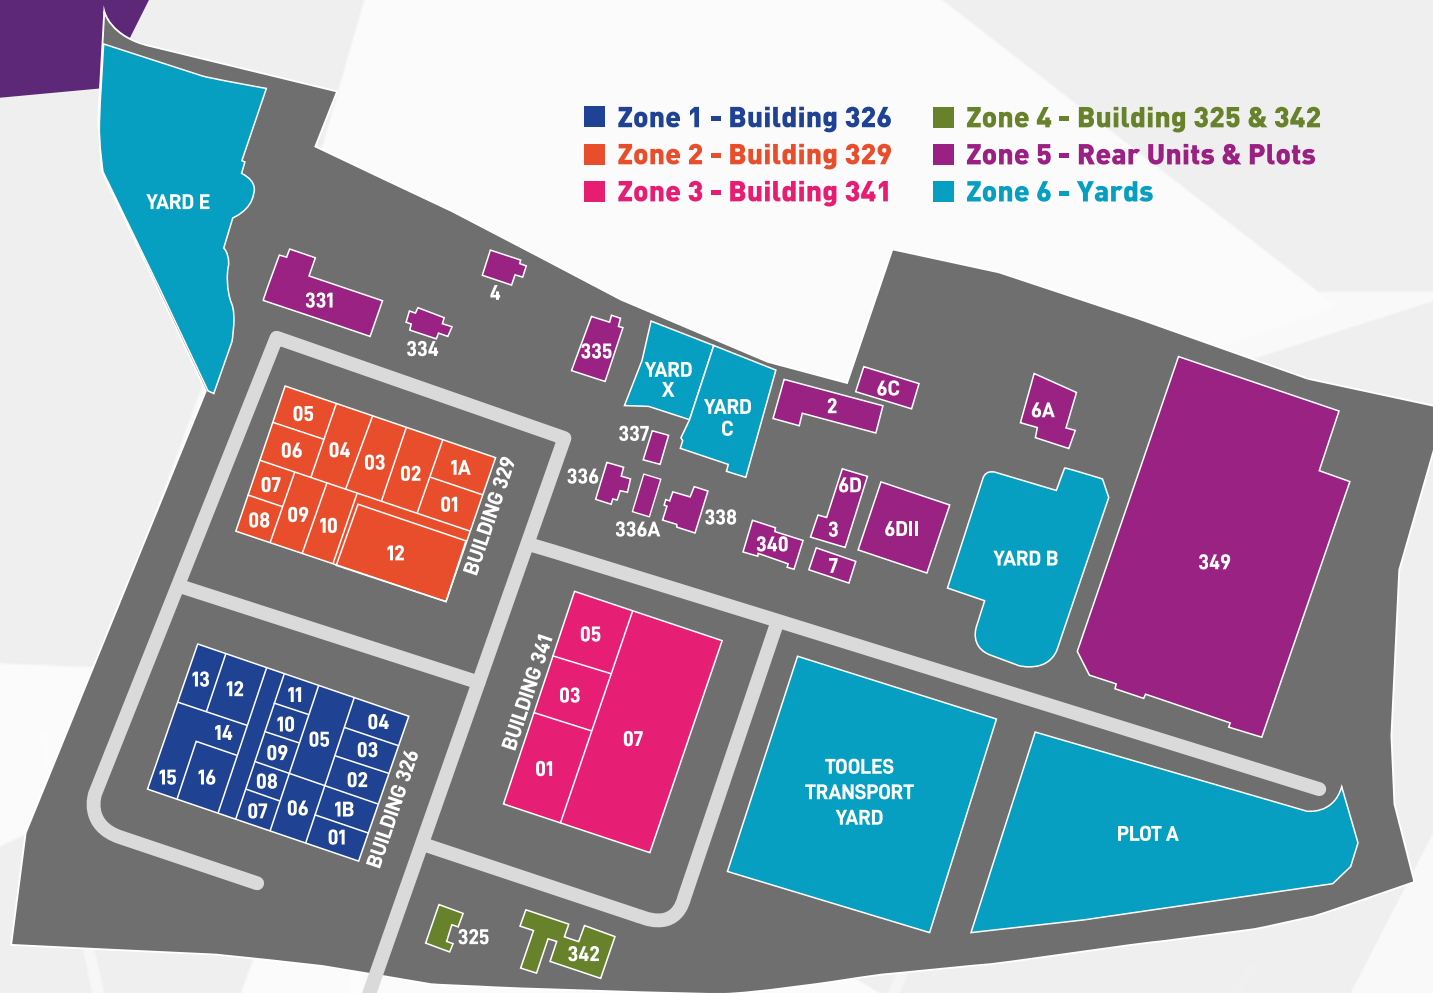 Zone 1 - Building 326
Zone 2 - Building 329
Zone 3 - Building 341
Zone 4 - Building 325 & 342
Zone 5 - Rear Units & Plots
Zone 6 - Yards
YARD E
331
4
334
335
YARD
X
YARD
C
2
6C
6A
349
337
336
336A
338
340
6D
3
7
6DII
YARD B
05
06
04
03
02
1A
01
07
08
09
10
12
BUILDING 329
13
12
14
15
16
11
10
09
08
07
05
06
04
03
02
1B
01
BUILDING 326
BUILDING 341
05
03
01
07
TOOLES
TRANSPORT
YARD
PLOT A
325
342